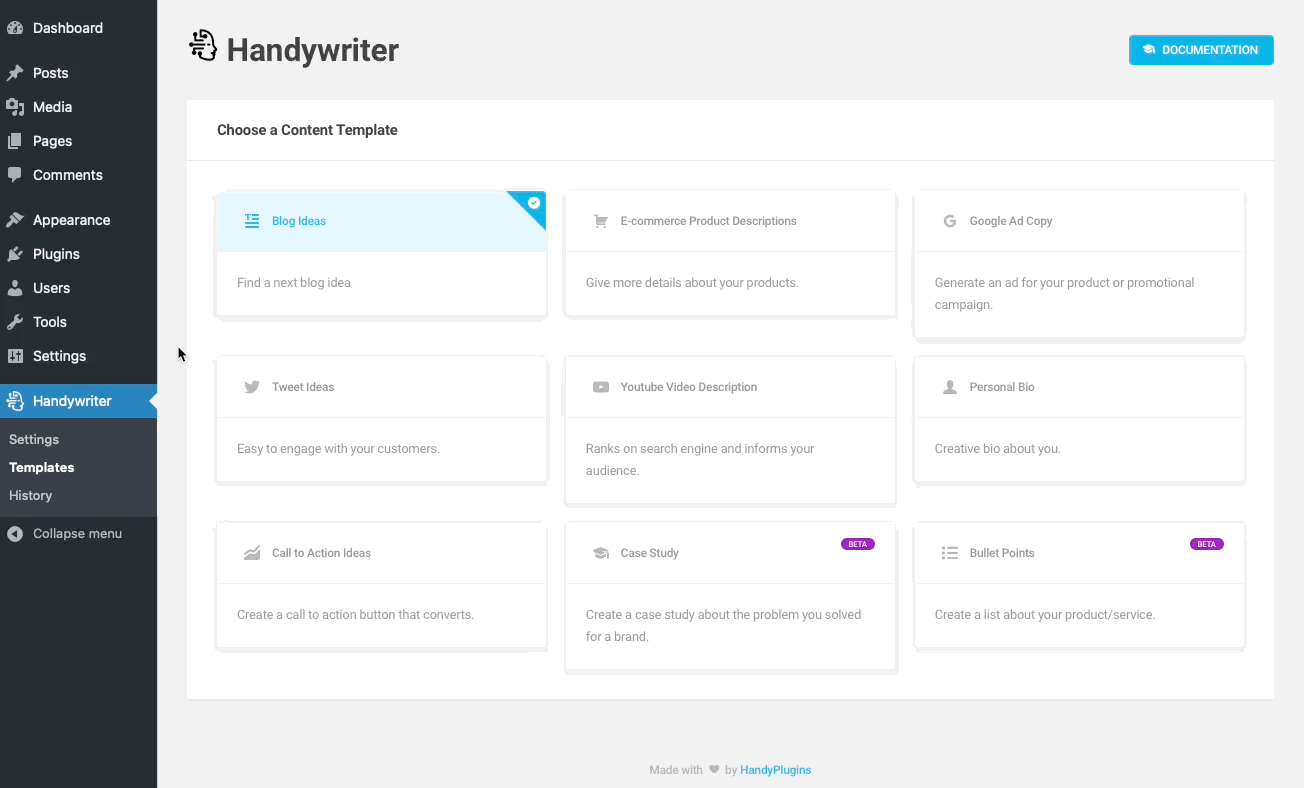 Dashboard
Posts
Media
Pages
Comments
Appearance
Plugins
Users
Tools
Settings
Handywriter
Settings
Templates
History
Collapse menu
Handywriter
DOCUMENTATION
Choose a Content Template
Blog Ideas
Find a next blog idea
E-commerce Product Descriptions
Give more details about your products.
Google Ad Copy
Generate an ad for your product or promotional
campaign.
Tweet Ideas
Easy to engage with your customers.
Youtube Video Description
Ranks on search engine and informs your
audience.
Personal Bio
Creative bio about you.
Call to Action Ideas
Create a call to action button that converts.
Case Study
BETA
Create a case study about the problem you solved
for a brand.
Bullet Points
BETA
Create a list about your product/service.
Made with by HandyPlugins